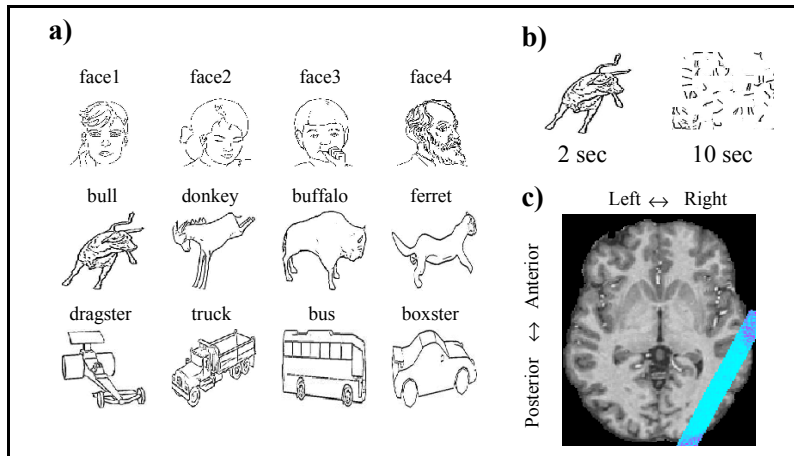 a)
face1 face2 face3 face4
bull donkey buffalo ferret
dragster truck bus boxster
b)
2 sec 10 sec
c)
Left ↔ Right
Posterior ↔ Anterior